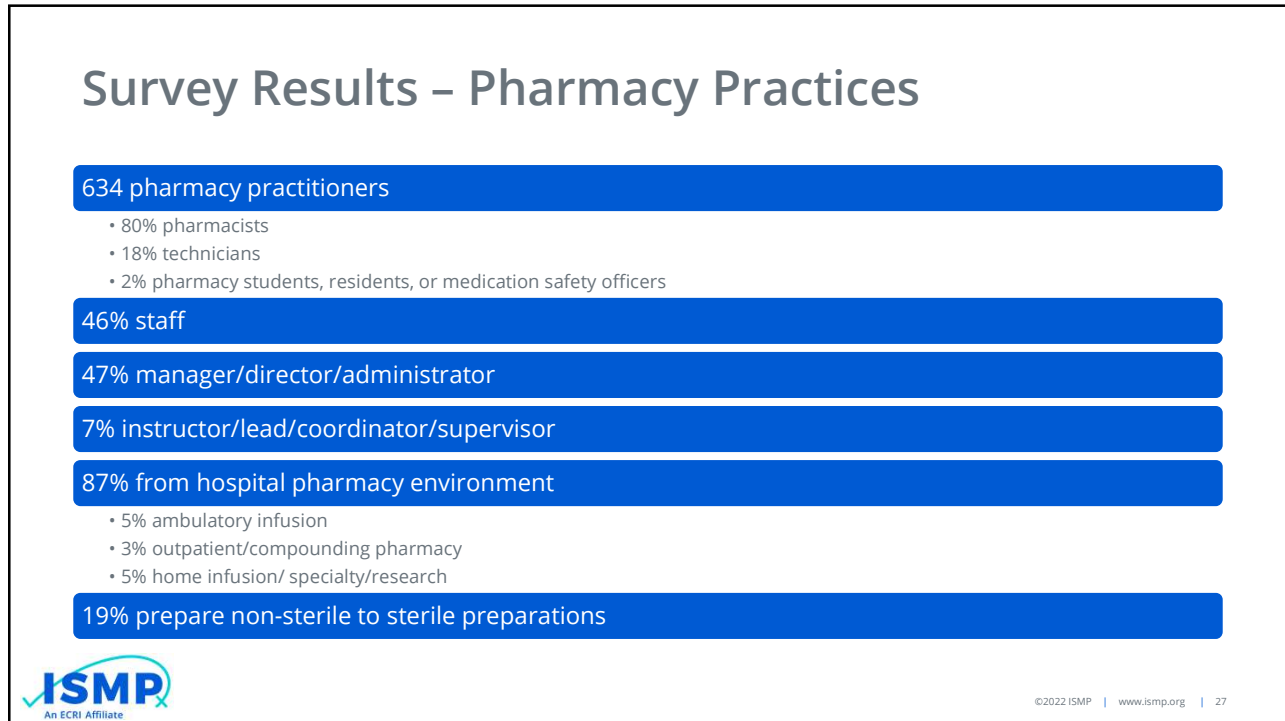 Survey Results – Pharmacy Practices
634 pharmacy practitioners
• 80% pharmacists
• 18% technicians
• 2% pharmacy students, residents, or medication safety officers
46% staff
47% manager/director/administrator
7% instructor/lead/coordinator/supervisor
87% from hospital pharmacy environment
• 5% ambulatory infusion
• 3% outpatient/compounding pharmacy
• 5% home infusion/ specialty/research
19% prepare non-sterile to sterile preparations
ISMP
An ECRI Affiliate
©2022 ISMP | www.ismp.org | 27